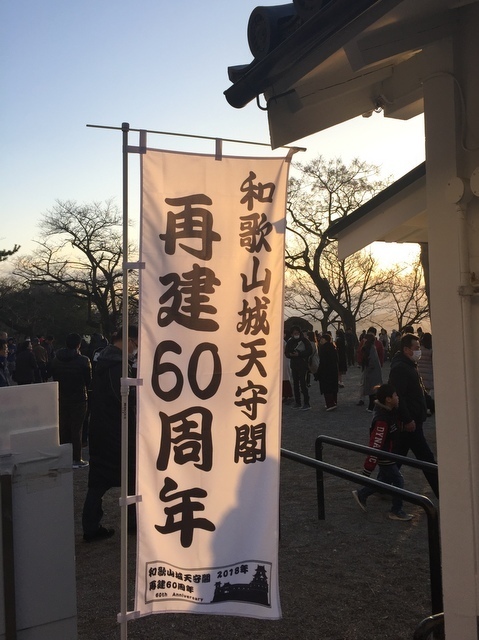 和歌山城天守閣
再建60周年
和歌山城天守閣 2018年
再建60周年
60th Anniversary
DYNA